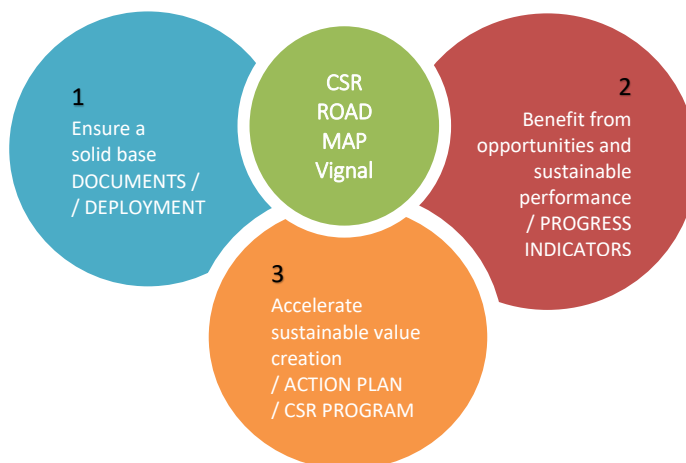 CSR
ROAD
MAP
Vignal
1
Ensure a
solid base
DOCUMENTS /
/ DEPLOYMENT
2
Benefit from
opportunities and
sustainable
performance
/ PROGRESS
INDICATORS
3
Accelerate
sustainable value
creation
/ ACTION PLAN
/ CSR PROGRAM